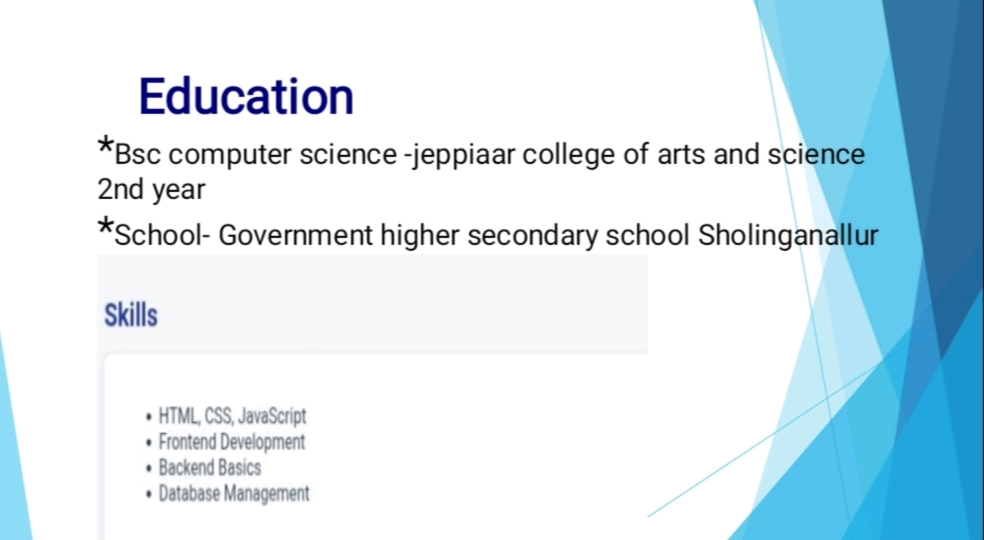 Education
*Bsc computer science -jeppiaar college of arts and science
2nd year
*School- Government higher secondary school Sholinganallur
Skills
• HTML, CSS, JavaScript
• Frontend Development
• Backend Basics
• Database Management